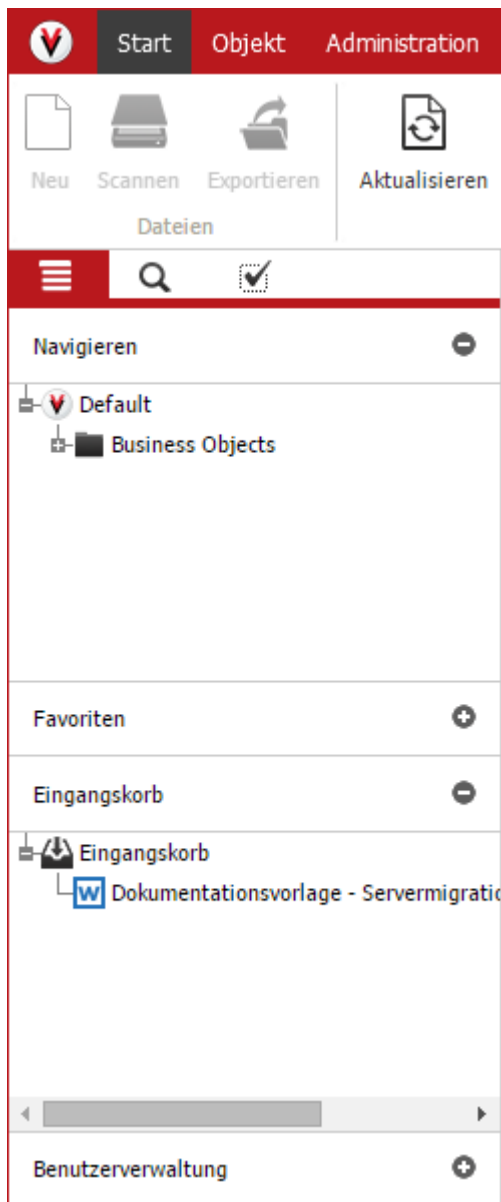 Start Objekt Administration
Neu Scannen Exportieren Aktualisieren
Dateien
Navigieren
Default
Business Objects
Favoriten
Eingangskorb
Eingangskorb
W Dokumentationsvorlage - Servermigratio
Benutzerverwaltung